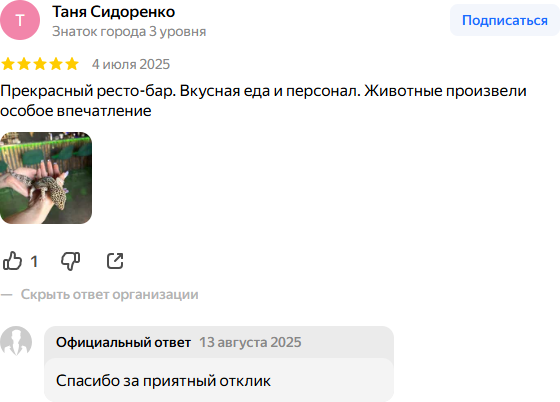 Т
Таня Сидоренко
Знаток города 3 уровня
Подписаться
4 июля 2025
Прекрасный ресто-бар. Вкусная еда и персонал. Животные произвели
особое впечатление
1
— Скрыть ответ организации
Официальный ответ 13 августа 2025
Спасибо за приятный отклик